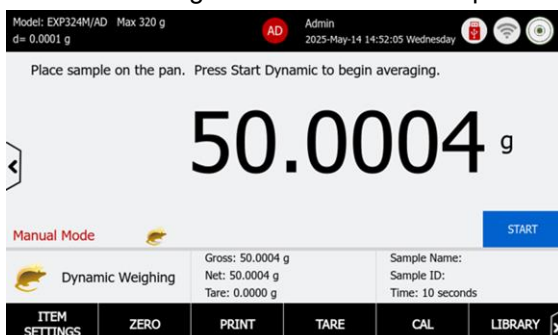 Model: EXP324M/AD Max 320 g
d= 0.0001 g
AD
Admin
2025-May-14 14:52:05 Wednesday
Place sample on the pan. Press Start Dynamic to begin averaging.
50.0004 g
Manual Mode
START
Dynamic Weighing
Gross: 50.0004 g
Net: 50.0004 g
Tare: 0.0000 g
Sample Name:
Sample ID:
Time: 10 seconds
ITEM
SETTINGS
ZERO
PRINT
TARE
CAL
LIBRARY